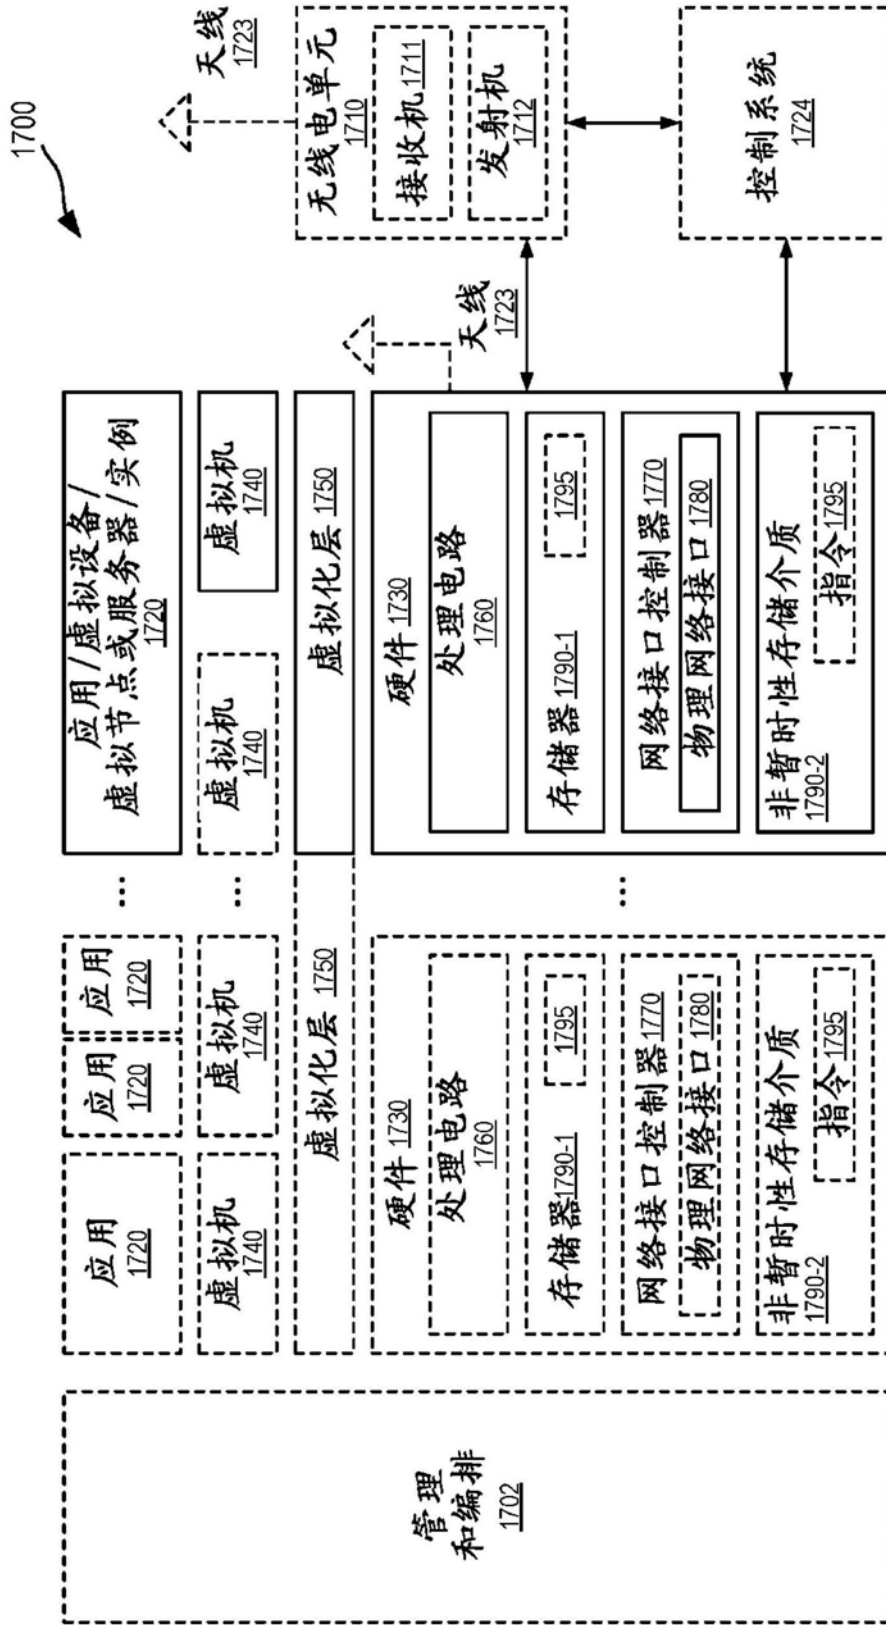 1700
应用/虚拟设备/
虚拟节点或服务器/实例
1720
应用
1720
应用
1720
应用
1720
...
虚拟机
1740
虚拟机
1740
...
虚拟机
1740
虚拟机
1740
虚拟化层 1750
虚拟化层 1750
管理
和编排
1702
硬件 1730
处理电路
1760
存储器 1790-1
1795
网络接口控制器 1770
物理网络接口 1780
非暂时性存储介质
1790-2
指令 1795
...
硬件 1730
处理电路
1760
存储器 1790-1
1795
网络接口控制器 1770
物理网络接口 1780
非暂时性存储介质
1790-2
指令 1795
天线
1723
天线
1723
无线电单元
1710
接收机 1711
发射机
1712
控制系统
1724